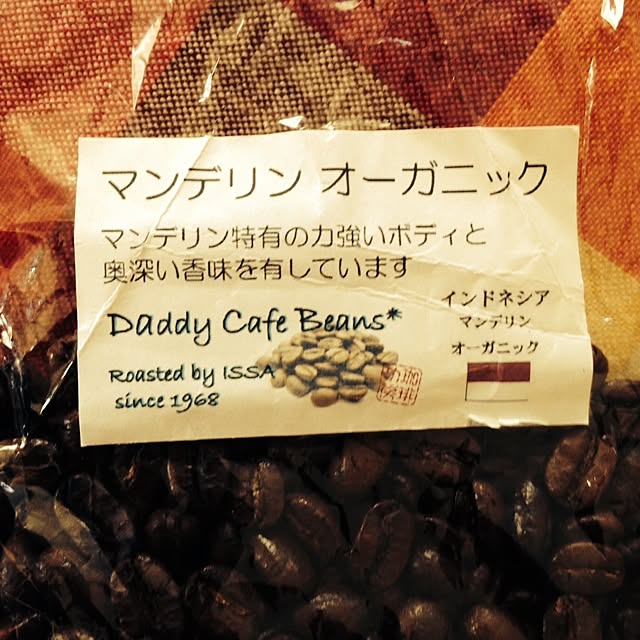 マンデリン オーガニック
マンデリン特有の力強いボディと
奥深い香味を有しています
Daddy Cafe Beans*
Roasted by ISSA
since 1968
インドネシア
マンデリン
オーガニック